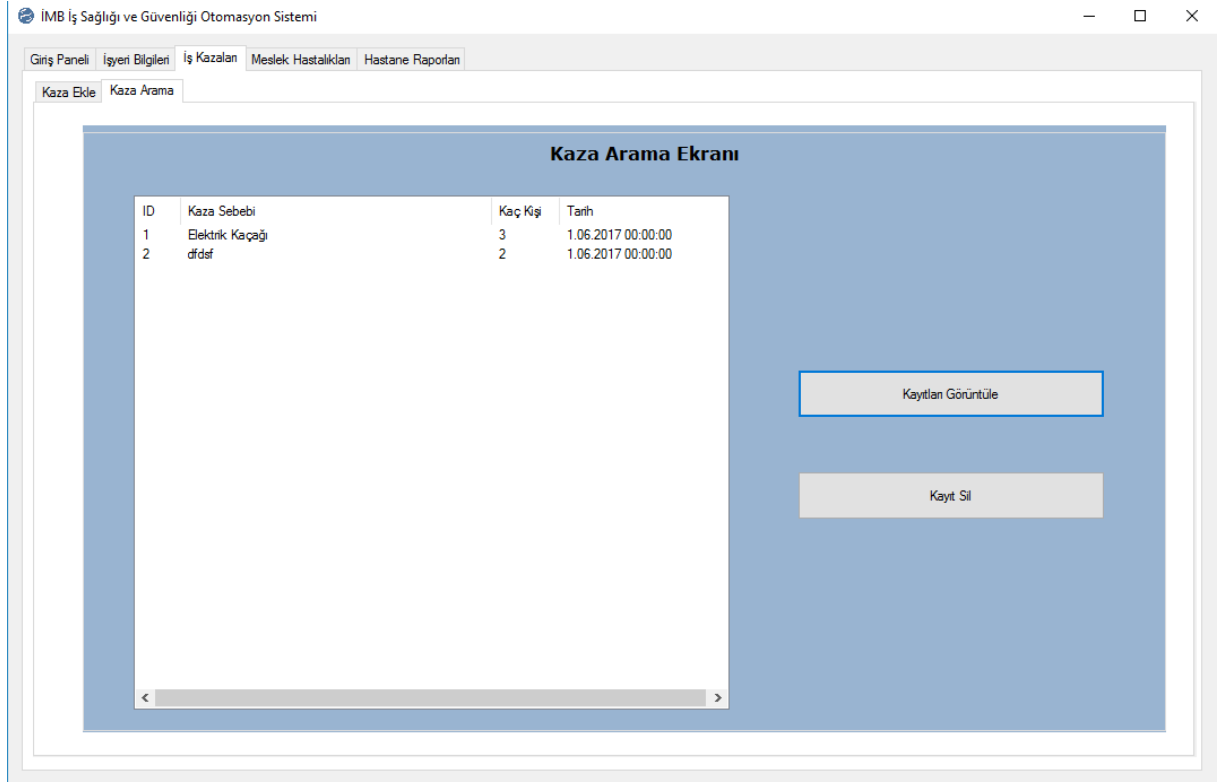 İMB İş Sağlığı ve Güvenliği Otomasyon Sistemi
Giriş Paneli İşyeri Bilgileri İş Kazaları Meslek Hastalıkları Hastane Raporları
Kaza Ekle Kaza Arama
Kaza Arama Ekranı
ID Kaza Sebebi Kaç Kişi Tarih
1 Elektrik Kaçağı 3 1.06.2017 00:00:00
2 dfdsf 2 1.06.2017 00:00:00
Kayıtları Görüntüle
Kayıt Sil